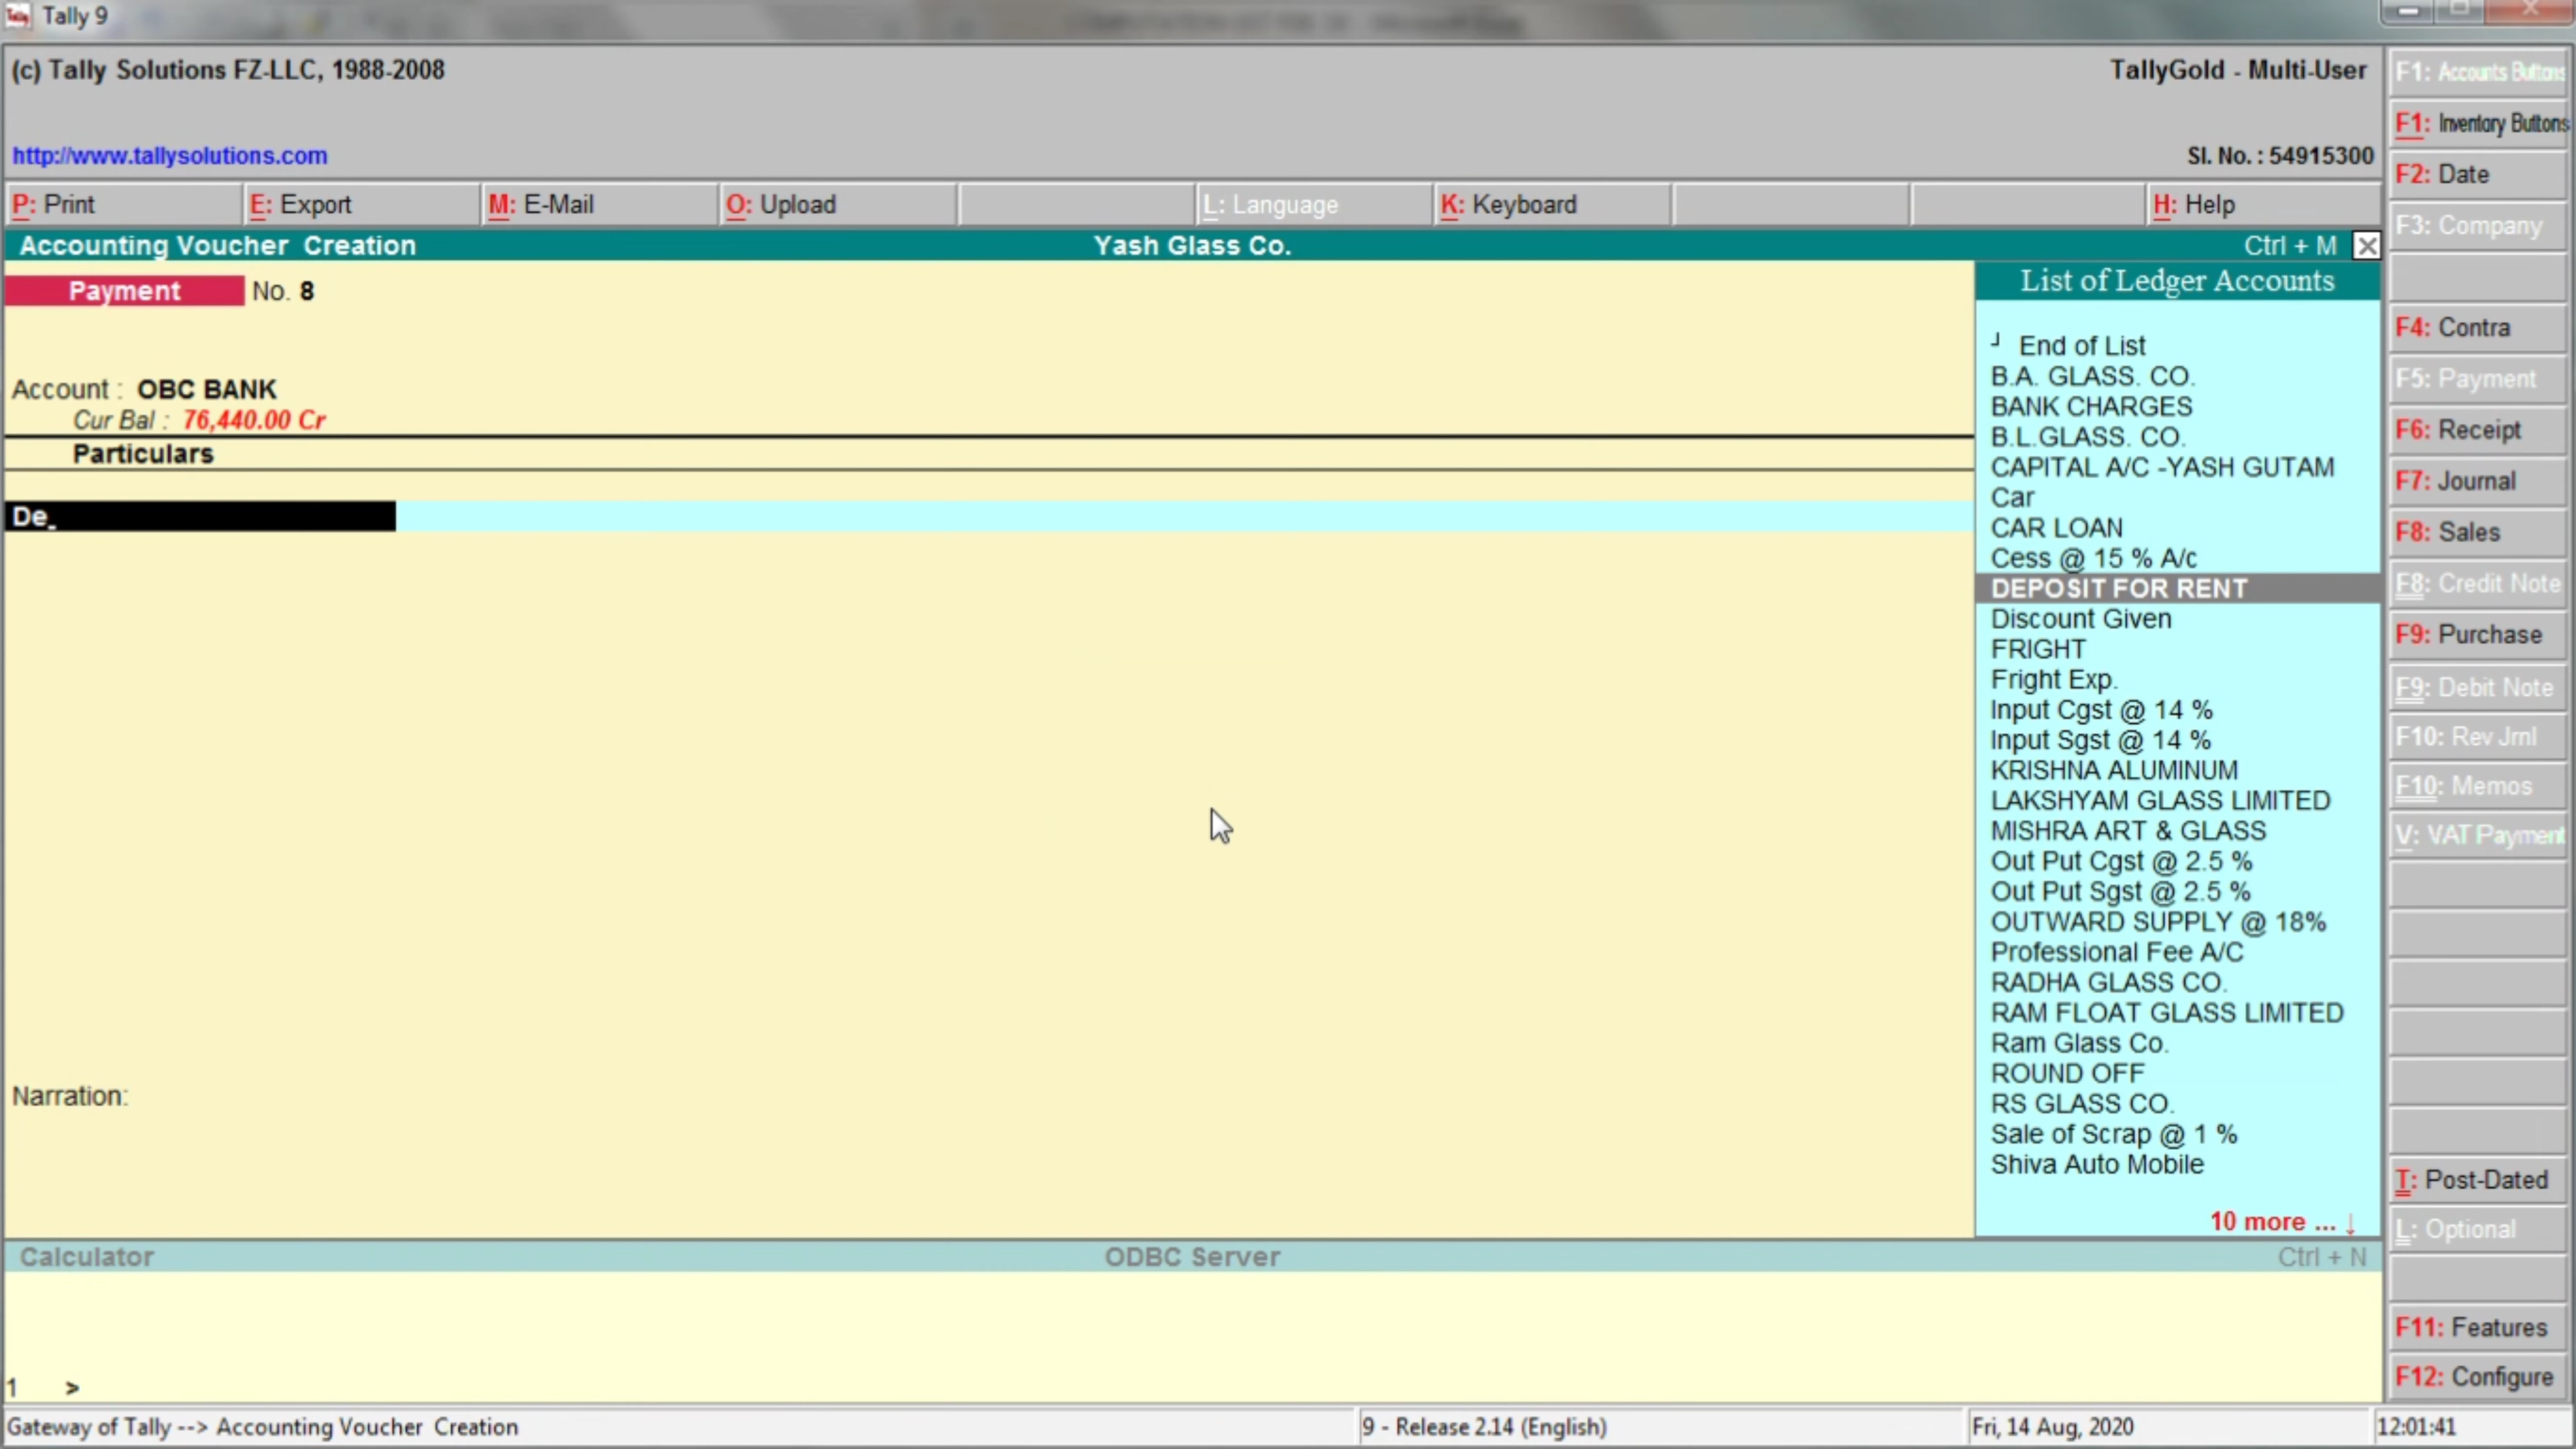 Tally 9
(c) Tally Solutions FZ-LLC, 1988-2008
TallyGold - Multi-User
http://www.tallysolutions.com
Sl. No. : 54915300
P: Print
E: Export
M: E-Mail
O: Upload
L: Language
K: Keyboard
H: Help
Accounting Voucher Creation
Yash Glass Co.
Ctrl + M
Payment No. 8
Account : OBC BANK
Cur Bal : 76,440.00 Cr
Particulars
De
Narration:
List of Ledger Accounts
End of List
B.A. GLASS. CO.
BANK CHARGES
B.L.GLASS. CO.
CAPITAL A/C -YASH GUTAM
Car
CAR LOAN
Cess @ 15 % A/c
DEPOSIT FOR RENT
Discount Given
FRIGHT
Fright Exp.
Input Cgst @ 14 %
Input Sgst @ 14 %
KRISHNA ALUMINUM
LAKSHYAM GLASS LIMITED
MISHRA ART & GLASS
Out Put Cgst @ 2.5 %
Out Put Sgst @ 2.5 %
OUTWARD SUPPLY @ 18%
Professional Fee A/C
RADHA GLASS CO.
RAM FLOAT GLASS LIMITED
Ram Glass Co.
ROUND OFF
RS GLASS CO.
Sale of Scrap @ 1 %
Shiva Auto Mobile
10 more ... ↓
F1: Accounts Buttons
F1: Inventory Buttons
F2: Date
F3: Company
F4: Contra
F5: Payment
F6: Receipt
F7: Journal
F8: Sales
F8: Credit Note
F9: Purchase
F9: Debit Note
F10: Rev Jrnl
F10: Memos
V: VAT Payment
T: Post-Dated
L: Optional
F11: Features
F12: Configure
Calculator
ODBC Server
Ctrl + N
1 >
Gateway of Tally --> Accounting Voucher Creation
9 - Release 2.14 (English)
Fri, 14 Aug, 2020
12:01:41